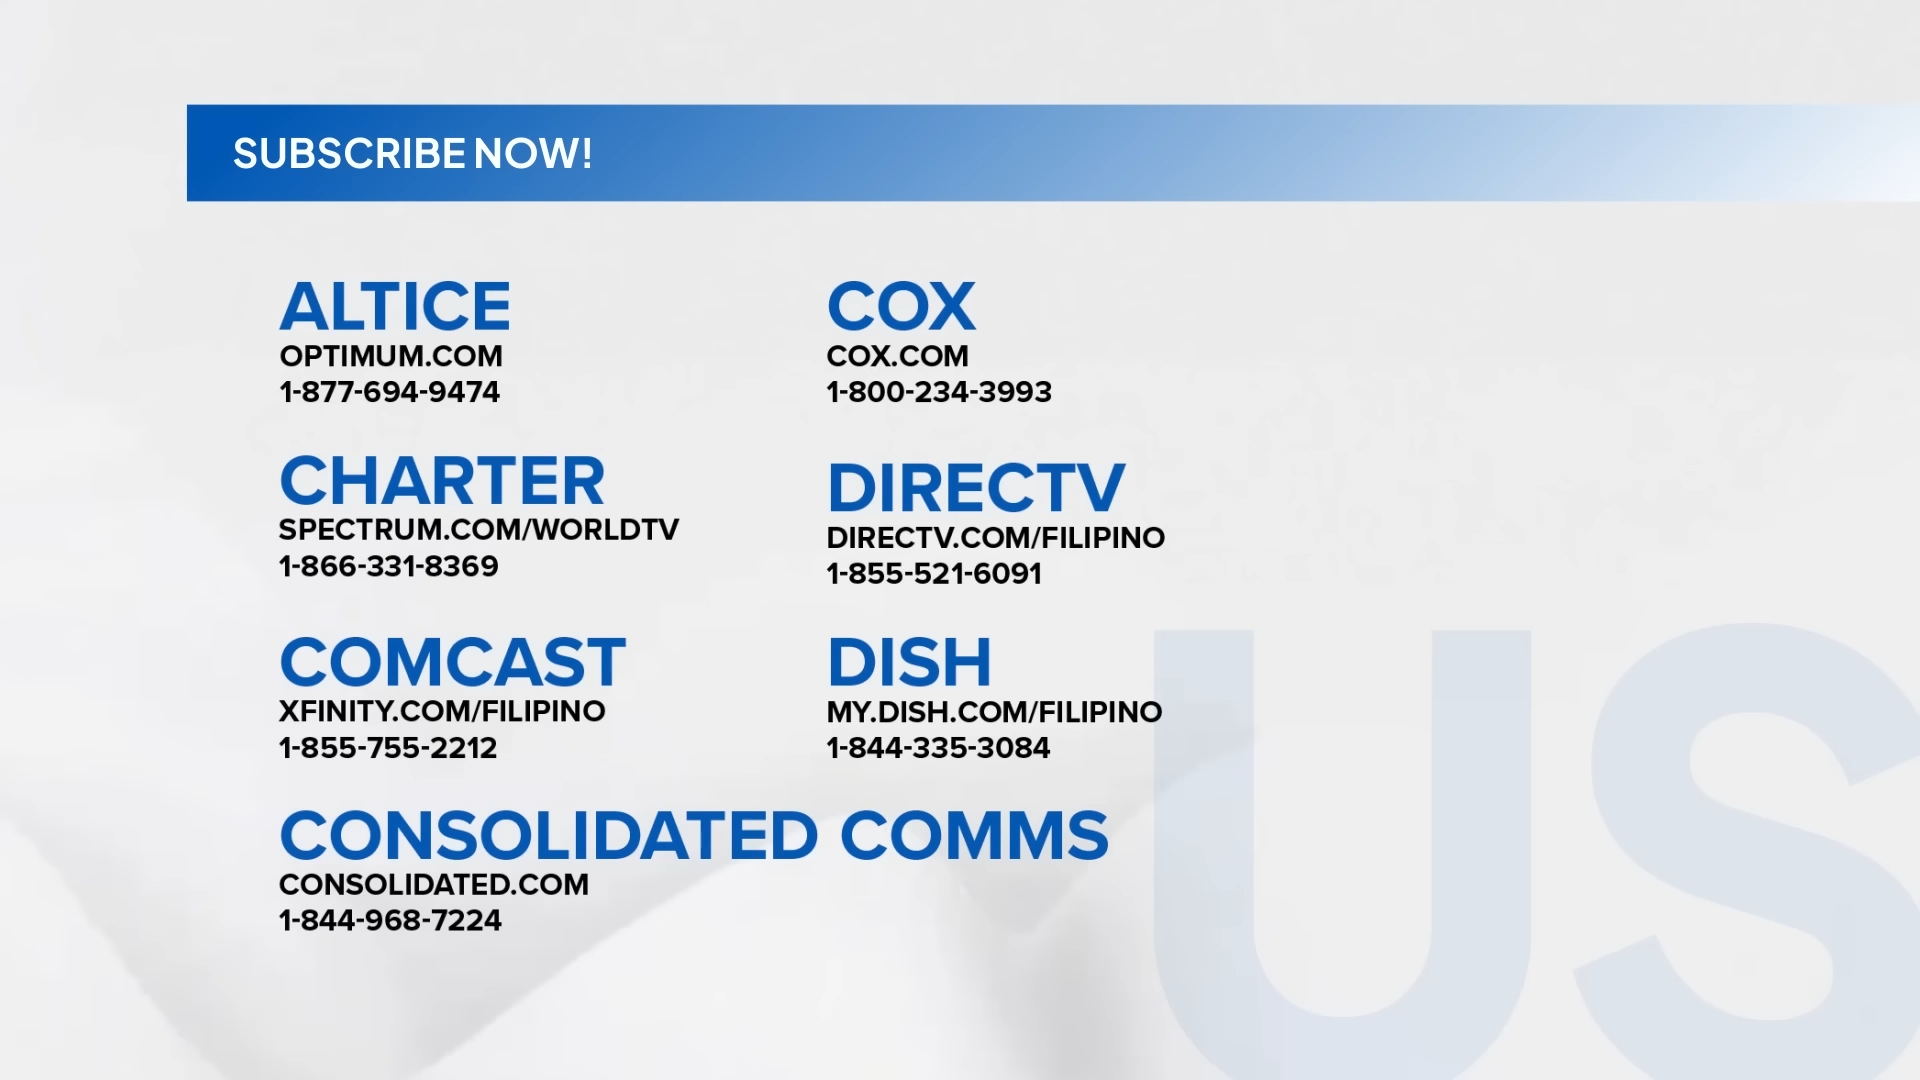 SUBSCRIBE NOW!
ALTICE
OPTIMUM.COM
1-877-694-9474
CHARTER
SPECTRUM.COM/WORLDTV
1-866-331-8369
COMCAST
XFINITY.COM/FILIPINO
1-855-755-2212
CONSOLIDATED COMMS
CONSOLIDATED.COM
1-844-968-7224
COX
COX.COM
1-800-234-3993
DIRECTV
DIRECTV.COM/FILIPINO
1-855-521-6091
DISH
MY.DISH.COM/FILIPINO
1-844-335-3084
US